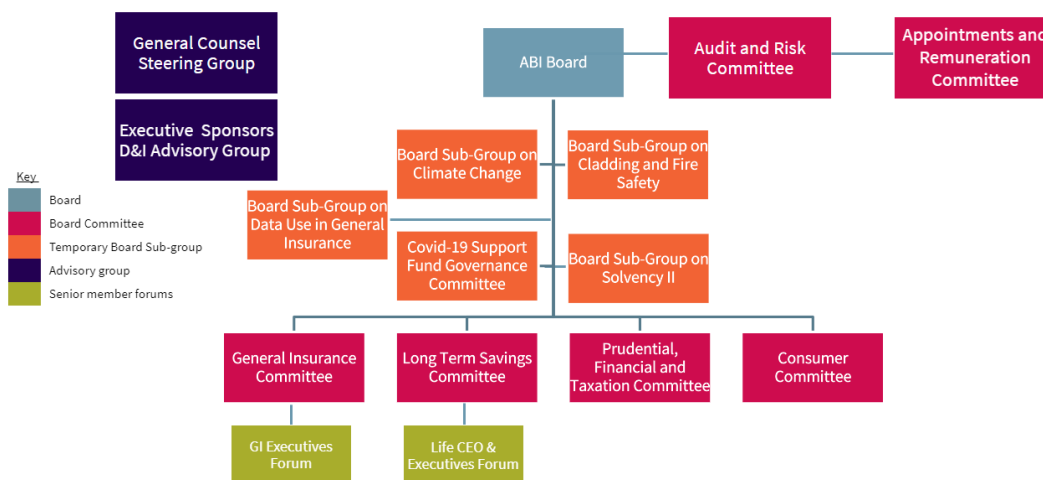 General Counsel
Steering Group
ABI Board
Audit and Risk
Committee
Appointments and
Remuneration
Committee
Executive Sponsors
D&I Advisory Group
Board Sub-Group on
Climate Change
Board Sub-Group on
Cladding and Fire
Safety
Key
Board
Board Committee
Temporary Board Sub-group
Advisory group
Senior member forums
Board Sub-Group on
Data Use in General
Insurance
Covid-19 Support
Fund Governance
Committee
Board Sub-Group on
Solvency II
General Insurance
Committee
Long Term Savings
Committee
Prudential,
Financial and
Taxation Committee
Consumer
Committee
GI Executives
Forum
Life CEO &
Executives Forum